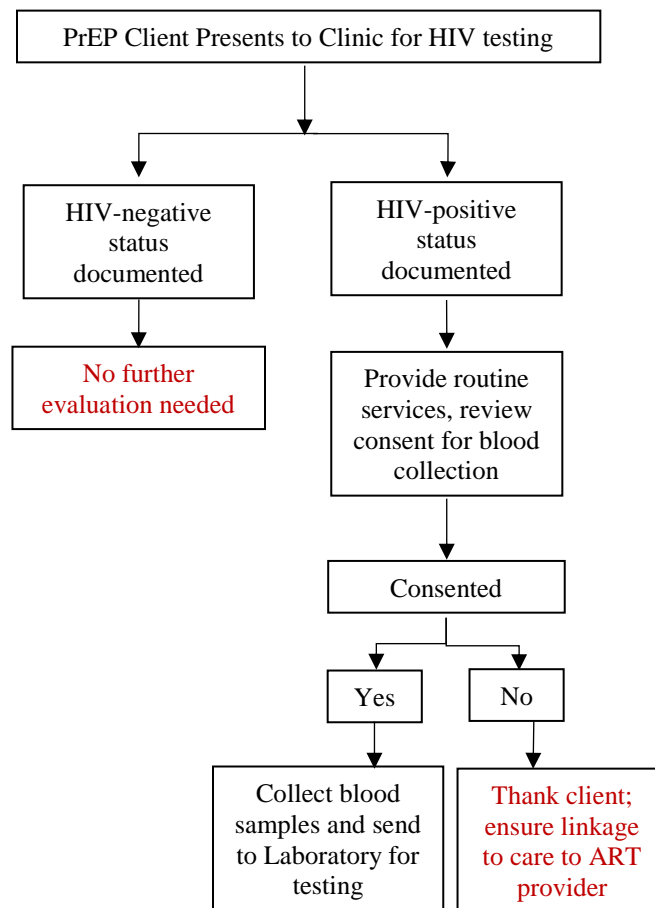 PrEP Client Presents to Clinic for HIV testing
HIV-negative
status
documented
HIV-positive
status
documented
No further
evaluation needed
Provide routine
services, review
consent for blood
collection
Consented
Yes
No
Collect blood
samples and send
to Laboratory for
testing
Thank client;
ensure linkage
to care to ART
provider